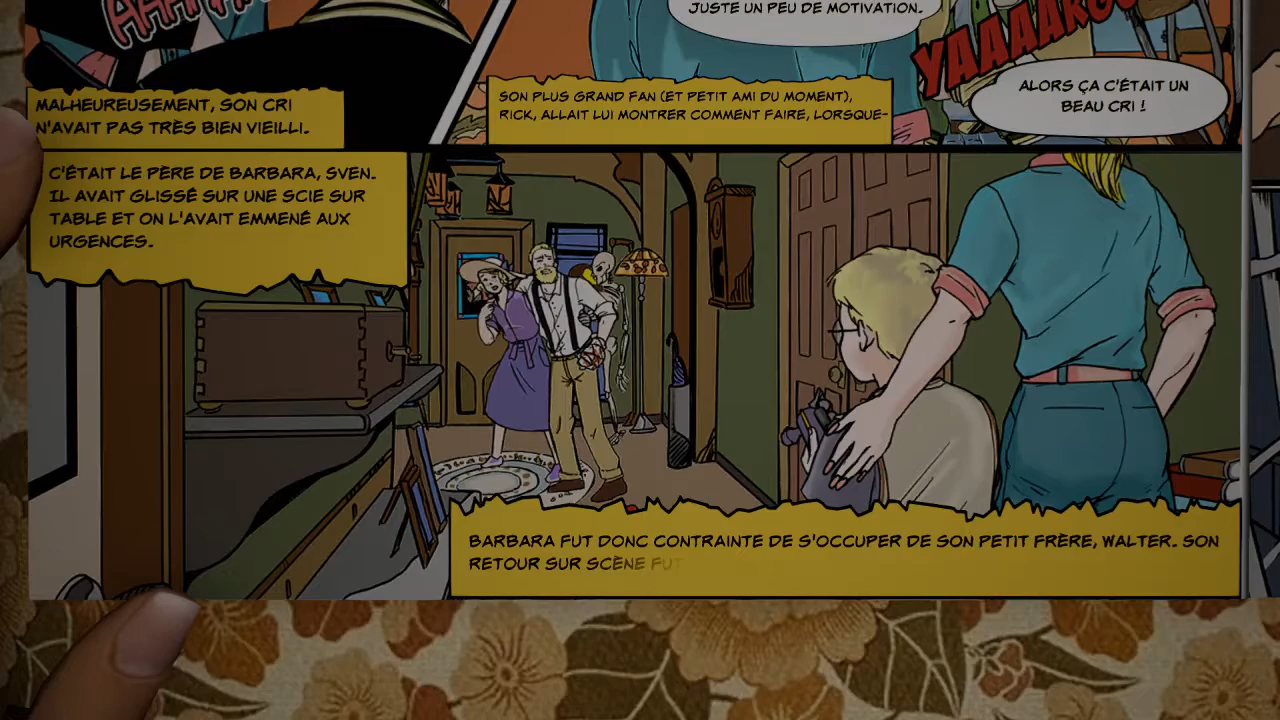 AAAAA
JUSTE UN PEU DE MOTIVATION.
YAAAARGG
ALORS ÇA C'ÉTAIT UN
BEAU CRI !
MALHEUREUSEMENT, SON CRI
N'AVAIT PAS TRÈS BIEN VIEILLI.
SON PLUS GRAND FAN (ET PETIT AMI DU MOMENT),
RICK, ALLAIT LUI MONTRER COMMENT FAIRE, LORSQUE-
C'ÉTAIT LE PÈRE DE BARBARA, SVEN.
IL AVAIT GLISSÉ SUR UNE SCIE SUR
TABLE ET ON L'AVAIT EMMENÉ AUX
URGENCES.
BARBARA FUT DONC CONTRAINTE DE S'OCCUPER DE SON PETIT FRÈRE, WALTER. SON
RETOUR SUR SCÈNE FUT